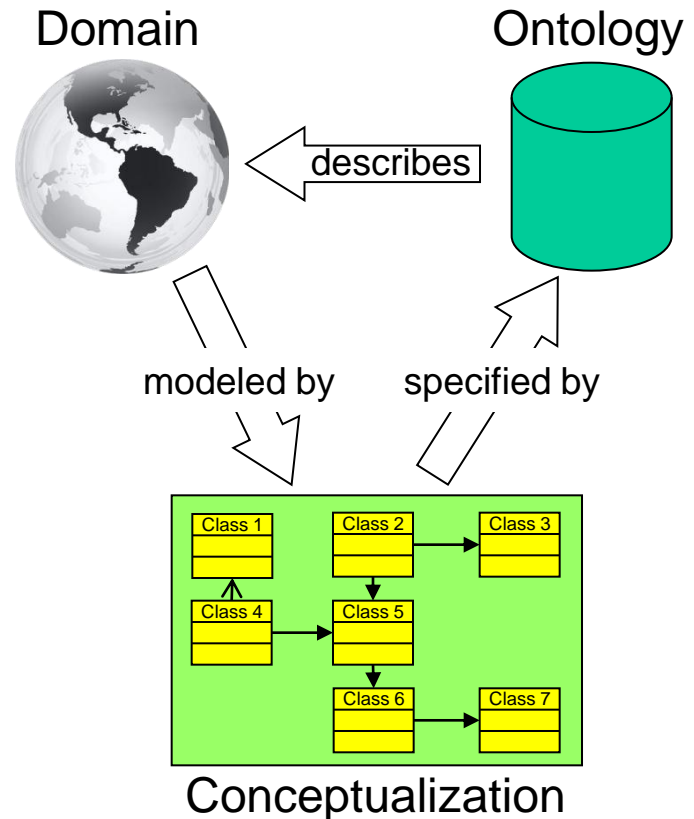 Domain
Ontology
describes
modeled by
specified by
Class 1
Class 2
Class 3
Class 4
Class 5
Class 6
Class 7
Conceptualization